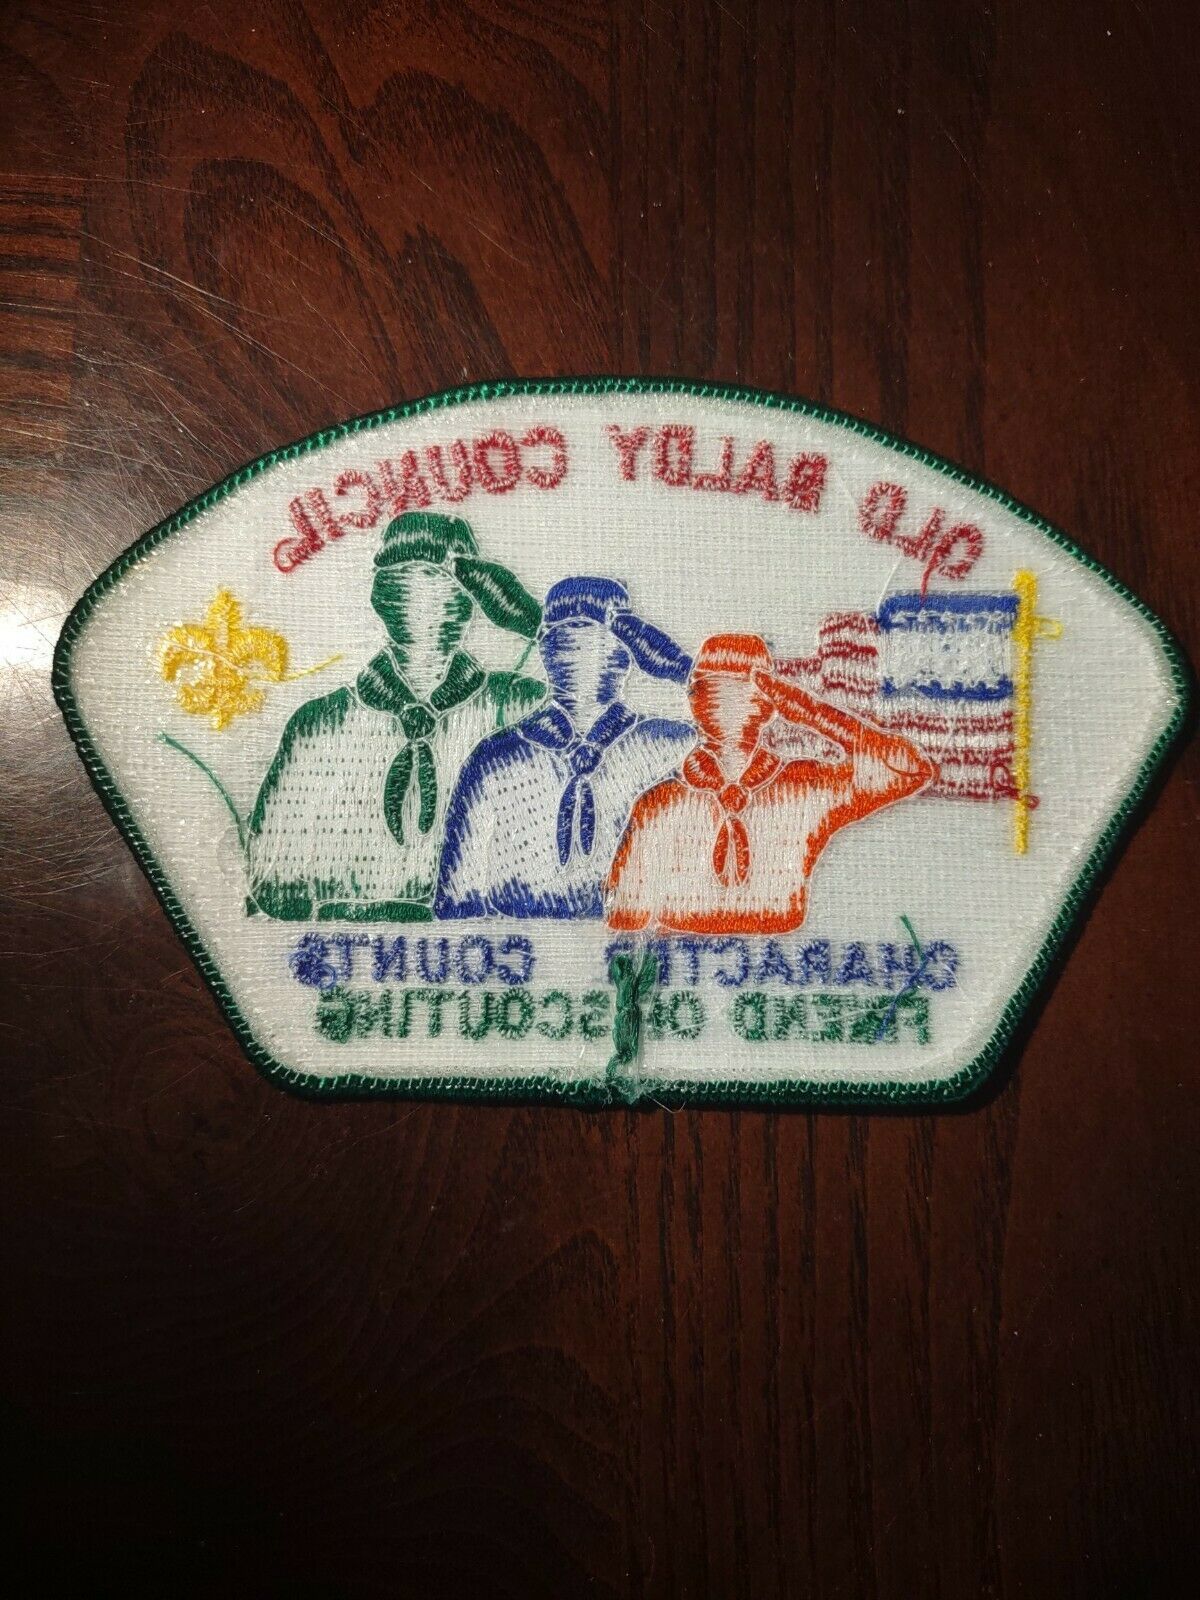 OLD BALDY COUNCIL
CHARACTER COUNTS
FRIEND OF SCOUTING